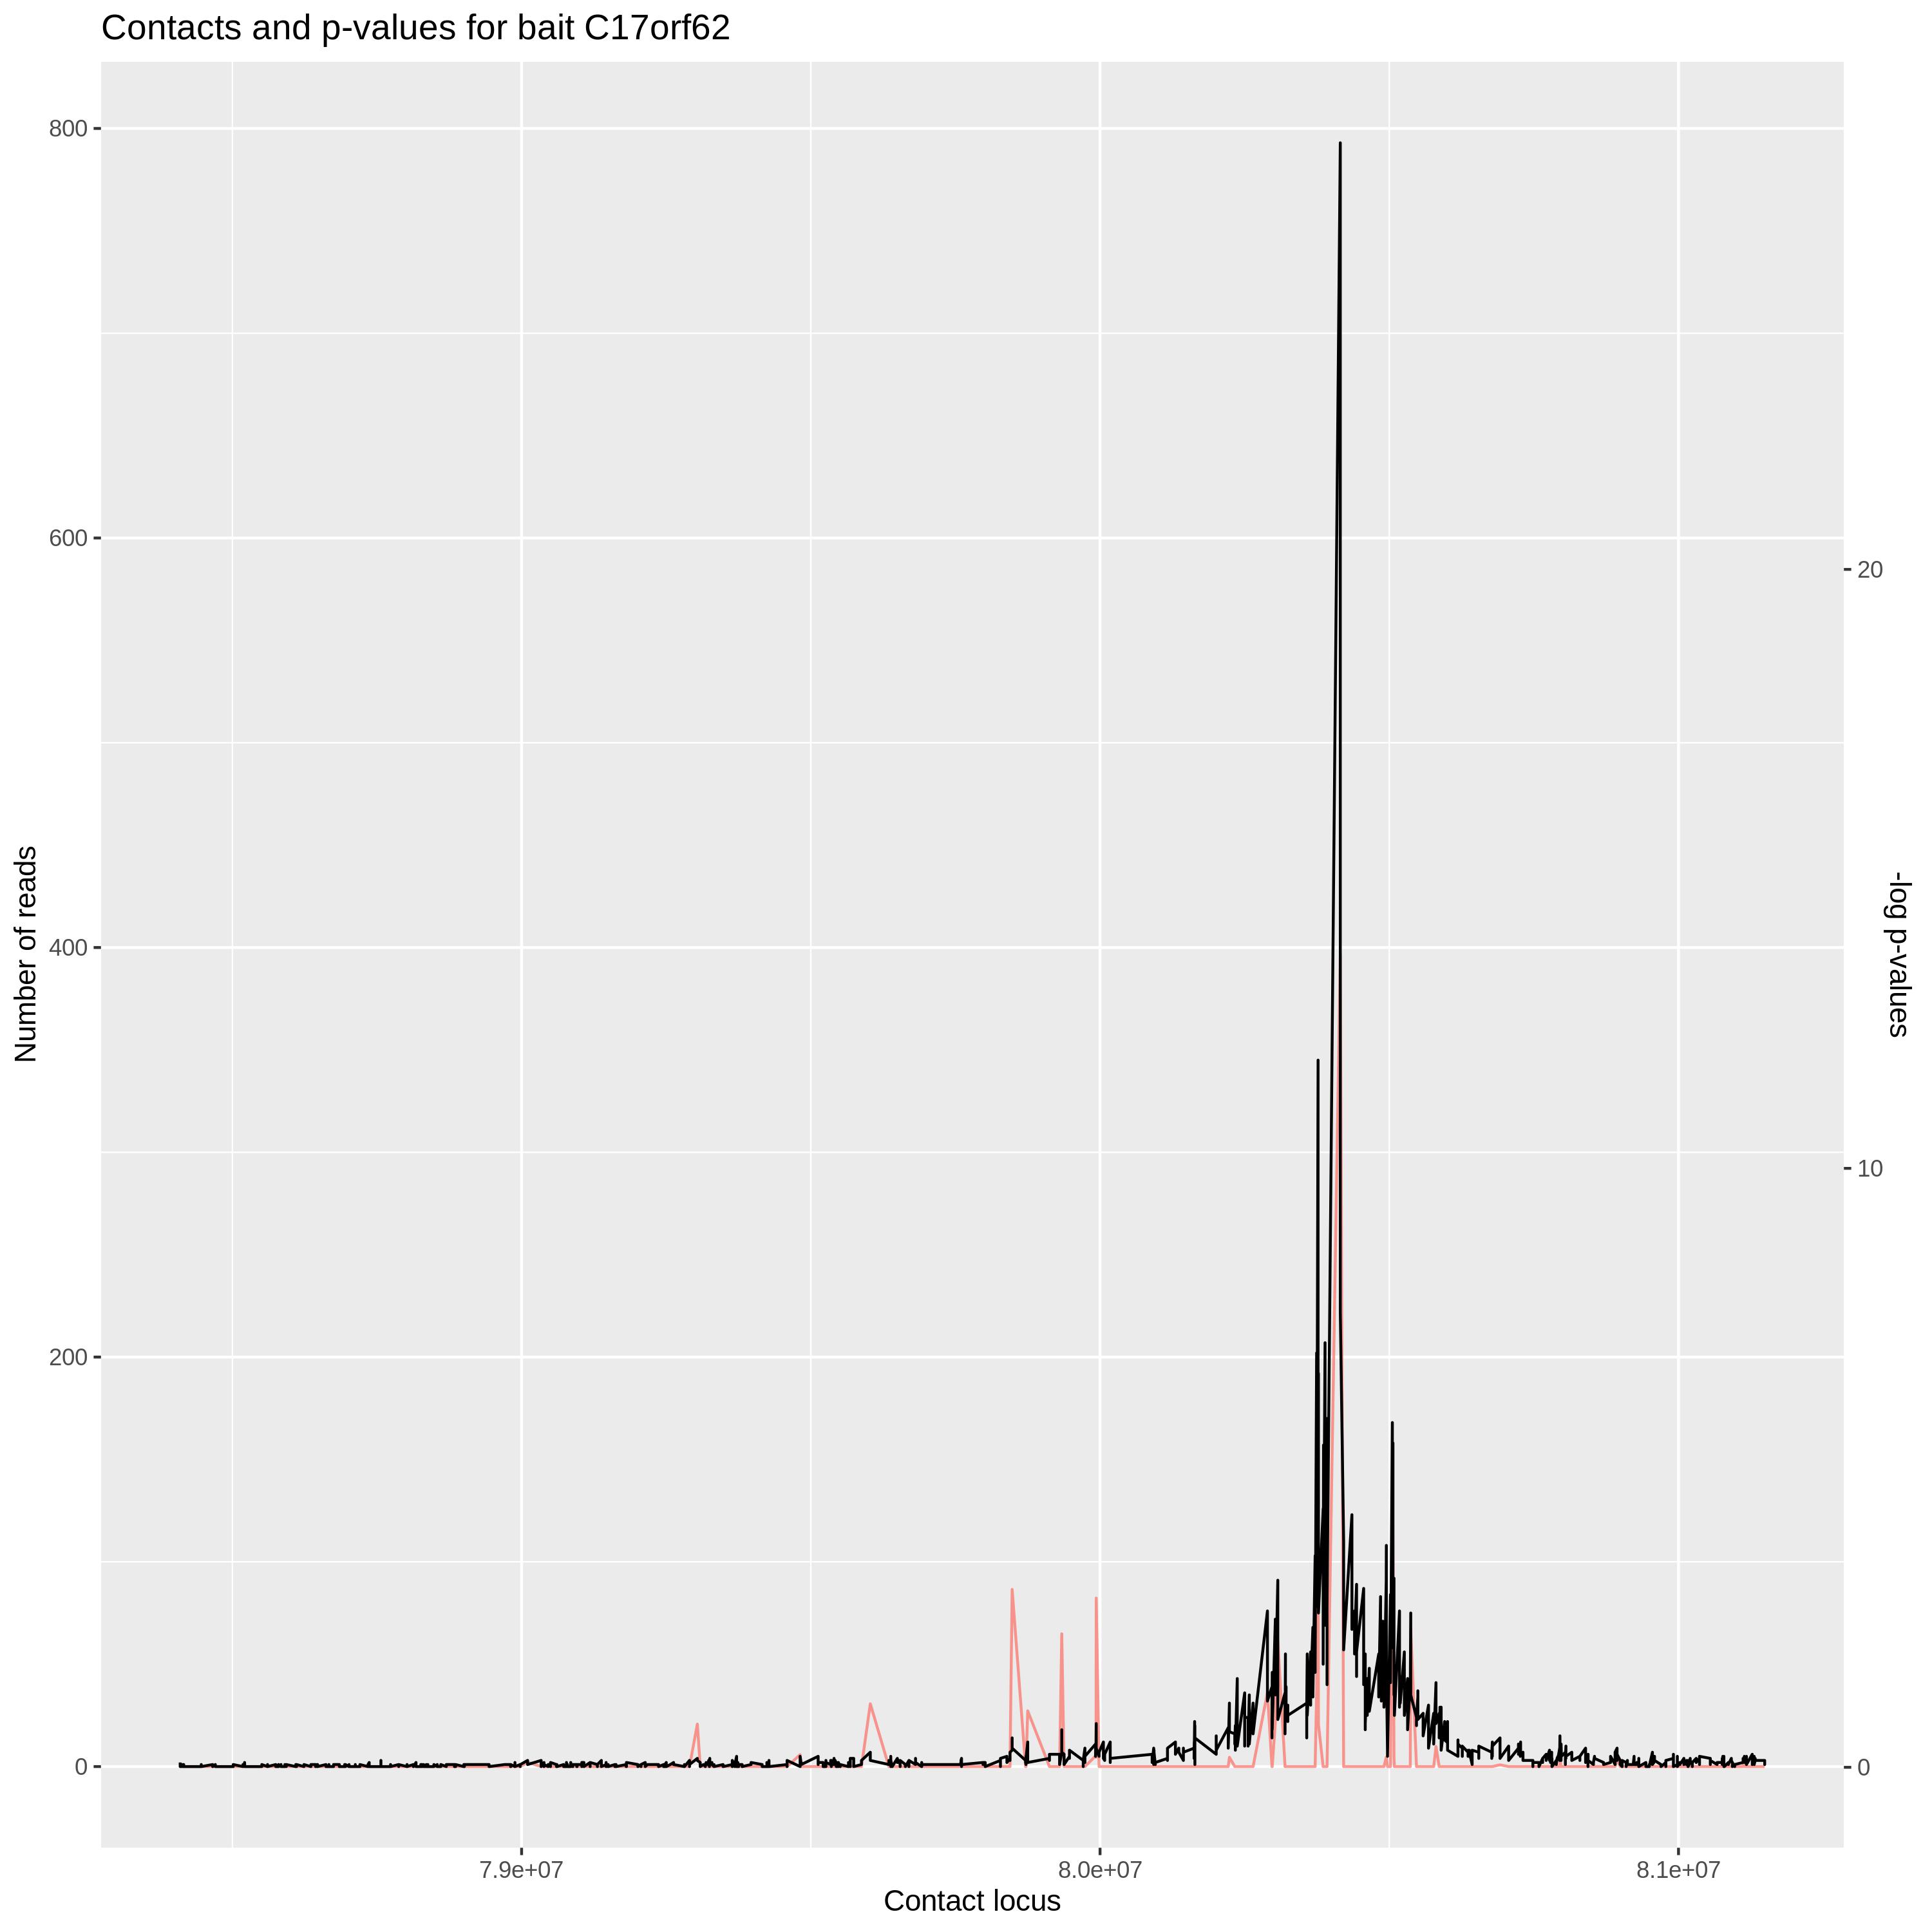 Contacts and p-values for bait C17orf62
800
600
400
200
0
Number of reads
20
10
0
-log p-values
7.9e+07
8.0e+07
8.1e+07
Contact locus